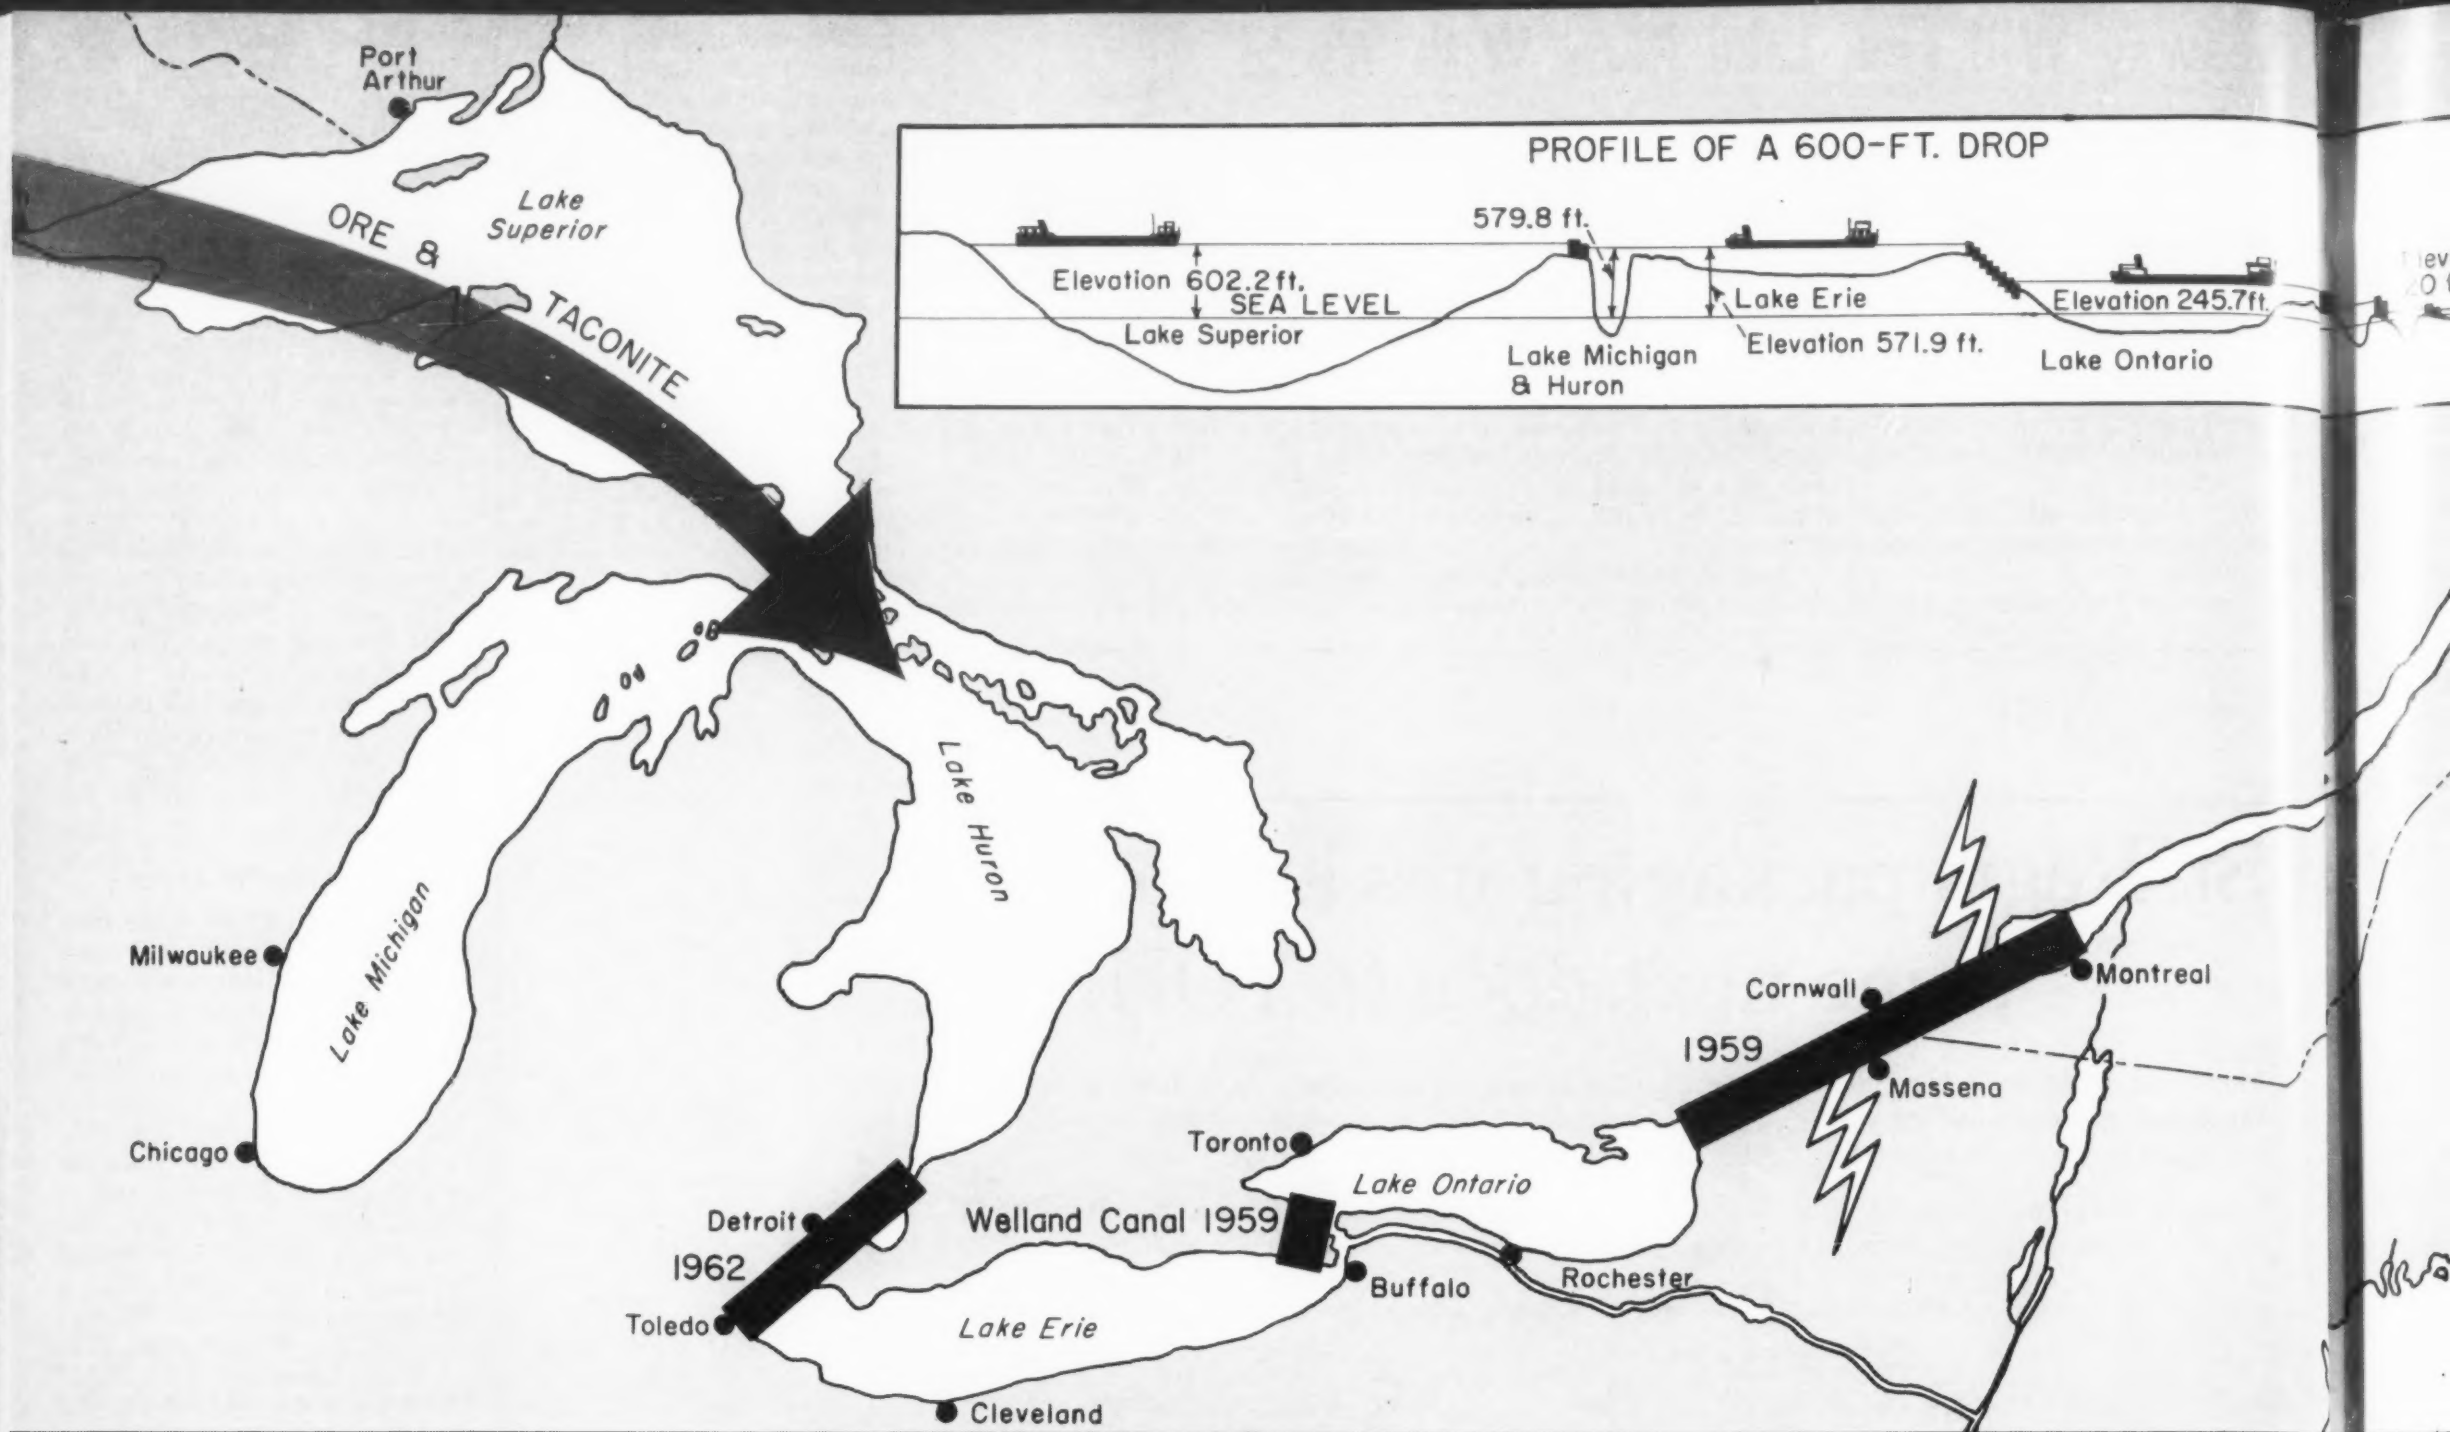 Port
Arthur
Lake
Superior
ORE & TACONITE
PROFILE OF A 600-FT. DROP
579.8 ft.
Elevation 602.2 ft.
SEA LEVEL
Lake Superior
Lake Michigan
& Huron
Lake Erie
Elevation 571.9 ft.
Elevation 245.7 ft.
Lake Ontario
Lake Huron
Lake Michigan
Milwaukee
Chicago
Cornwall
Montreal
1959
Massena
Toronto
Lake Ontario
Detroit
Welland Canal 1959
1962
Buffalo
Rochester
Toledo
Lake Erie
Cleveland